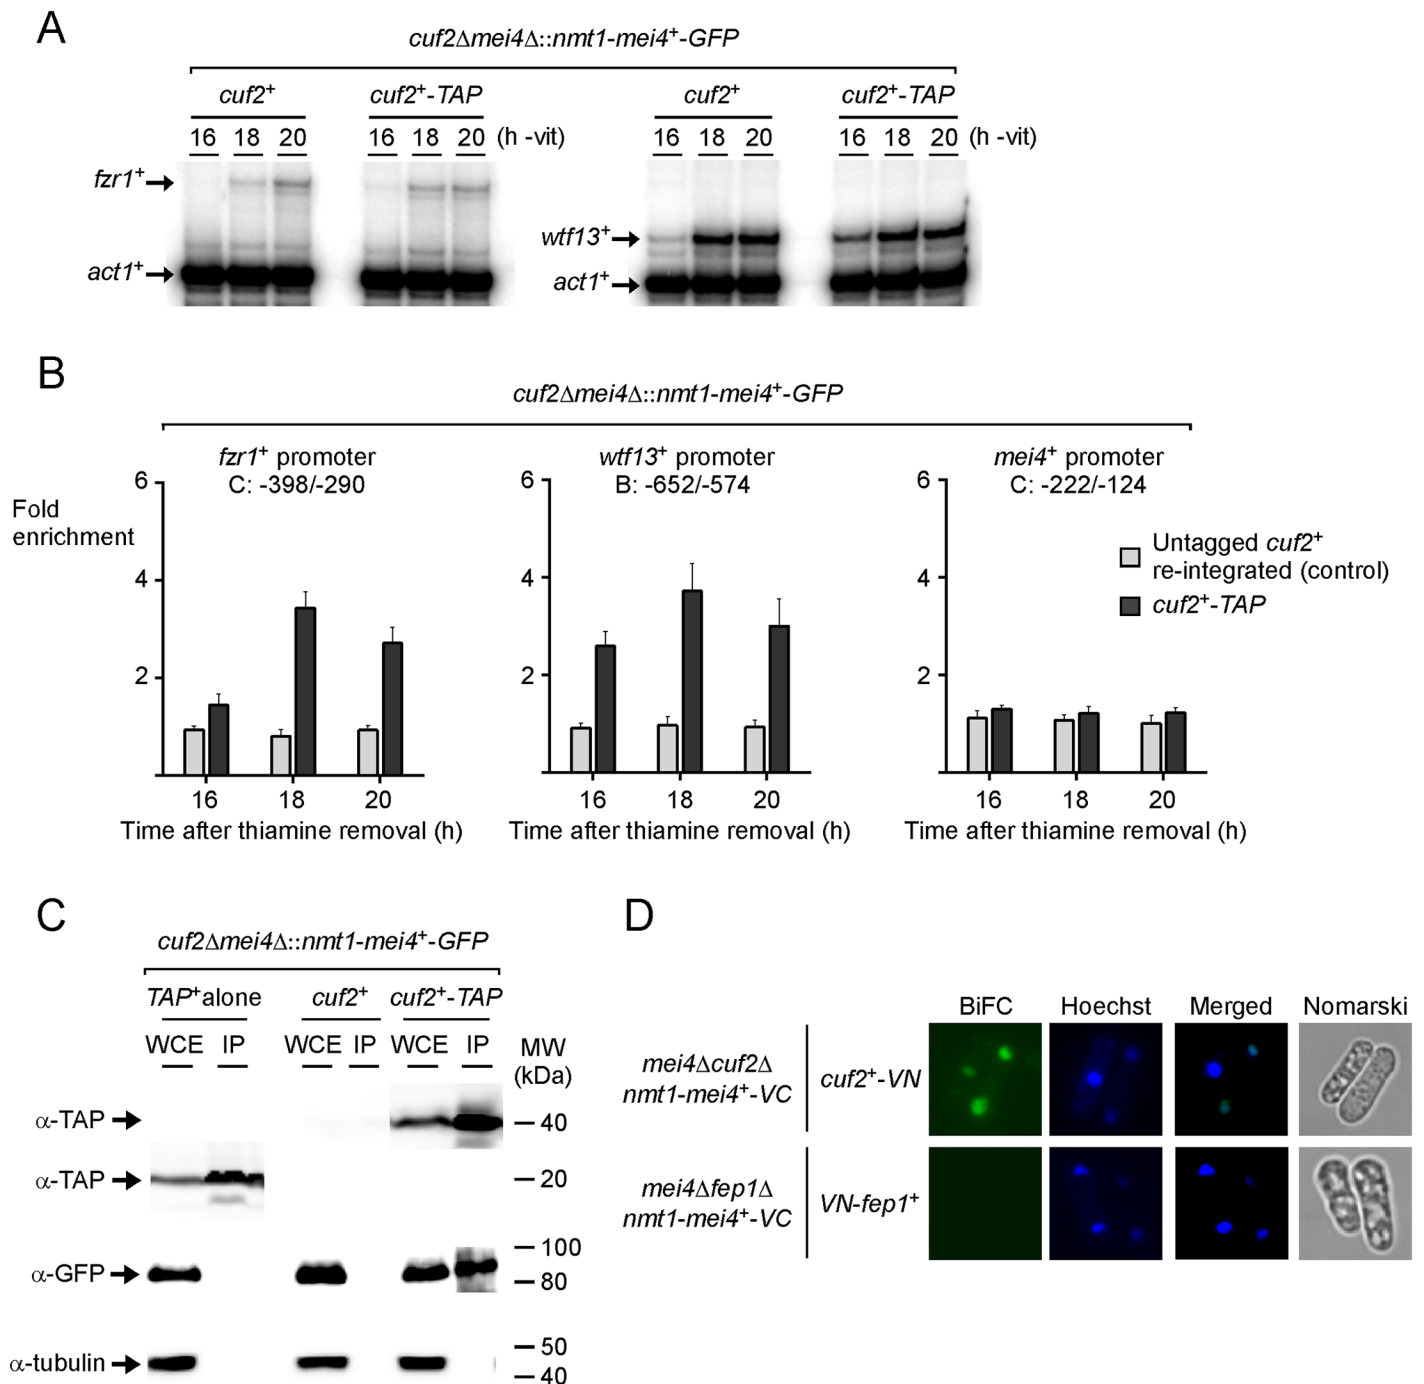 A
cuf2Δmei4Δ::nmt1-mei4⁺-GFP
cuf2⁺ cuf2⁺-TAP cuf2⁺ cuf2⁺-TAP
16 18 20 16 18 20 (h -vit) 16 18 20 16 18 20 (h -vit)
fzr1⁺
wtf13⁺
act1⁺
act1⁺
B
cuf2Δmei4Δ::nmt1-mei4⁺-GFP
Fold
enrichment
fzr1⁺ promoter
C: -398/-290
6
4
2
16 18 20
Time after thiamine removal (h)
wtf13⁺ promoter
B: -652/-574
6
4
2
16 18 20
Time after thiamine removal (h)
mei4⁺ promoter
C: -222/-124
6
4
2
16 18 20
Time after thiamine removal (h)
Untagged cuf2⁺
re-integrated (control)
cuf2⁺-TAP
C
cuf2Δmei4Δ::nmt1-mei4⁺-GFP
TAP⁺alone cuf2⁺ cuf2⁺-TAP
WCE IP WCE IP WCE IP MW
(kDa)
α-TAP 40
α-TAP 20
100
α-GFP 80
50
α-tubulin 40
D
BiFC Hoechst Merged Nomarski
mei4Δcuf2Δ
nmt1-mei4⁺-VC
cuf2⁺-VN
mei4Δfep1Δ
nmt1-mei4⁺-VC
VN-fep1⁺